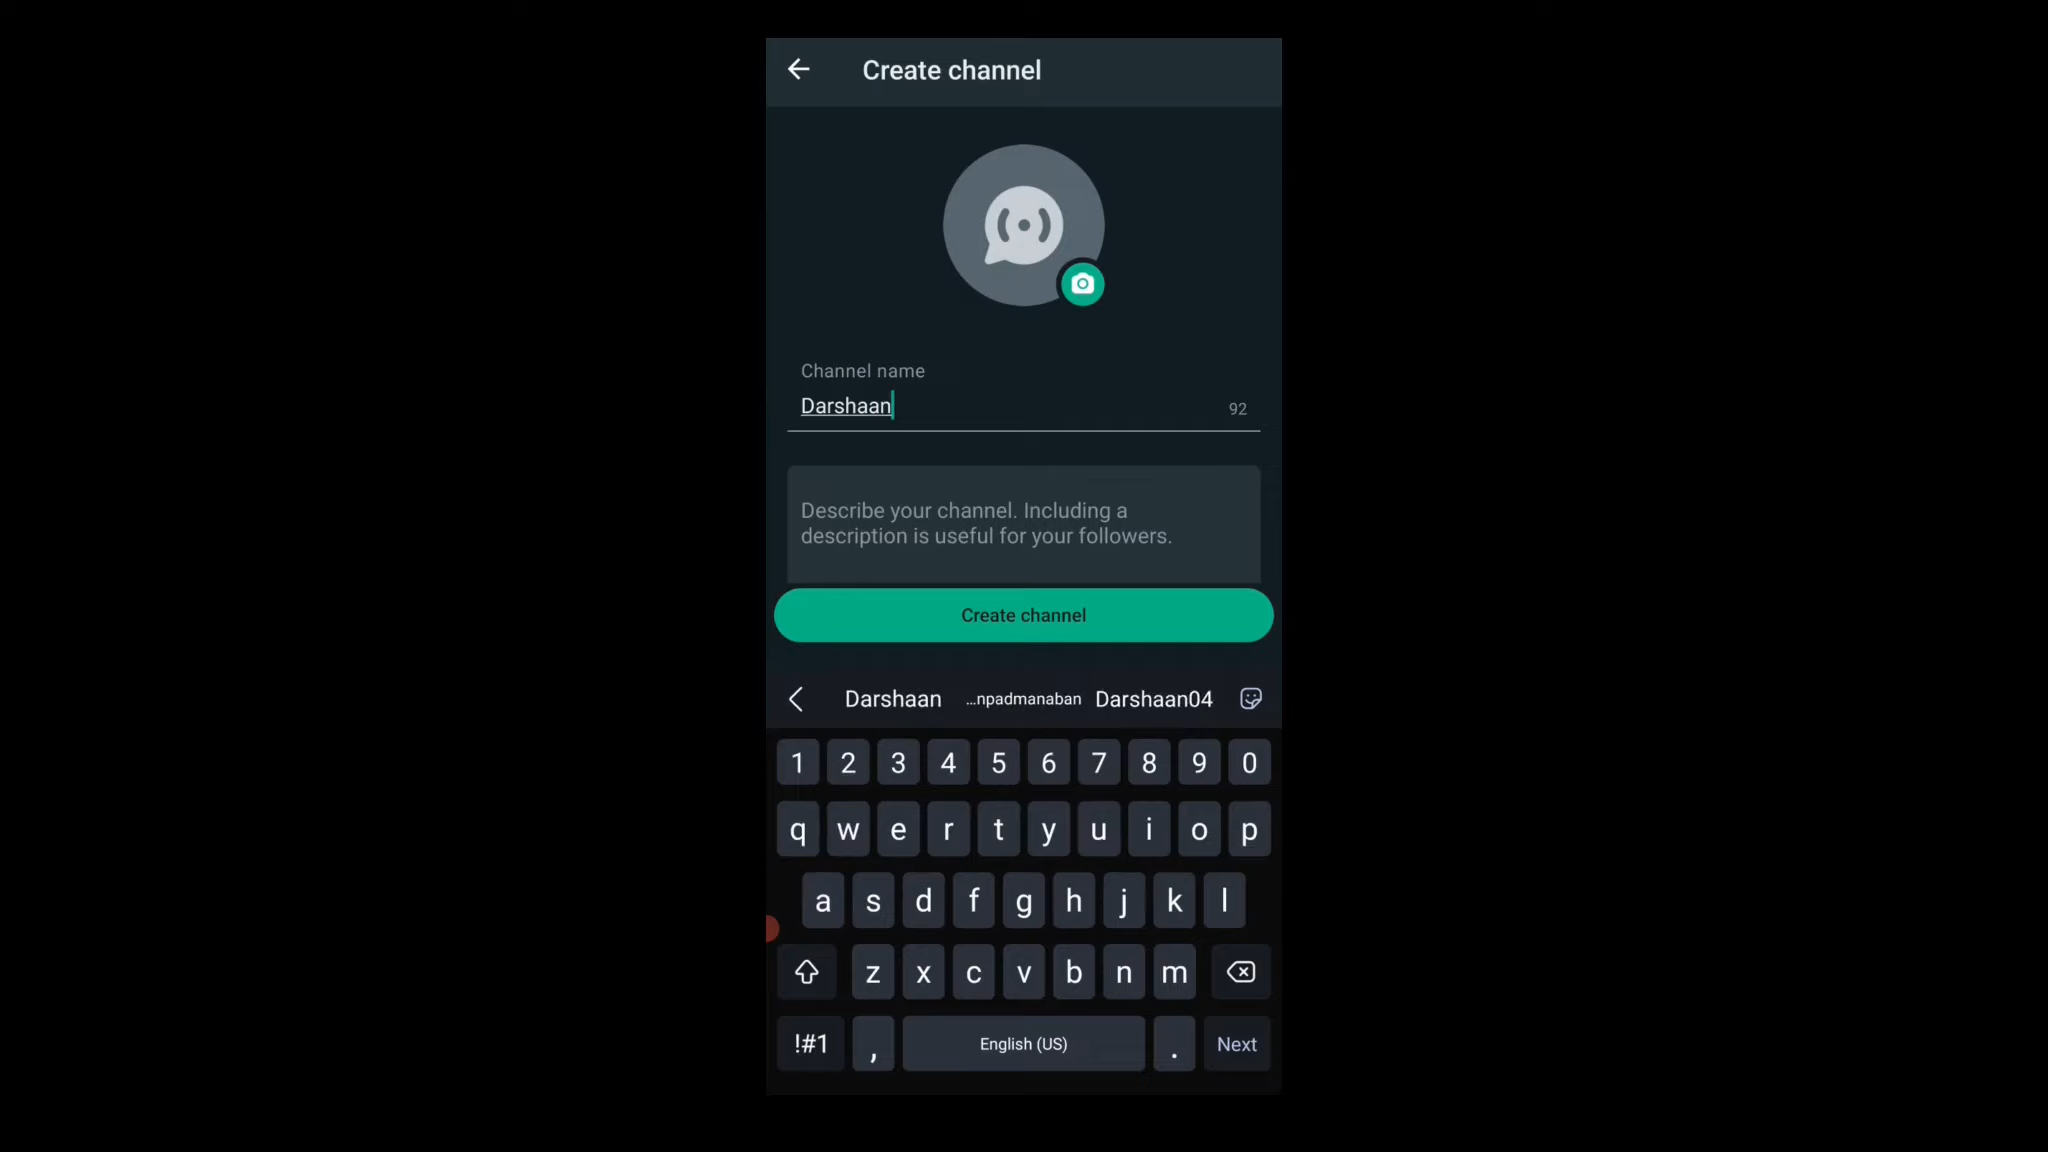 Create channel
Channel name
Darshaan
92
Describe your channel. Including a
description is useful for your followers.
Create channel
Darshaan ...npadmanaban Darshaan04
1 2 3 4 5 6 7 8 9 0
q w e r t y u i o p
a s d f g h j k l
z x c v b n m
!#1 , English (US) . Next